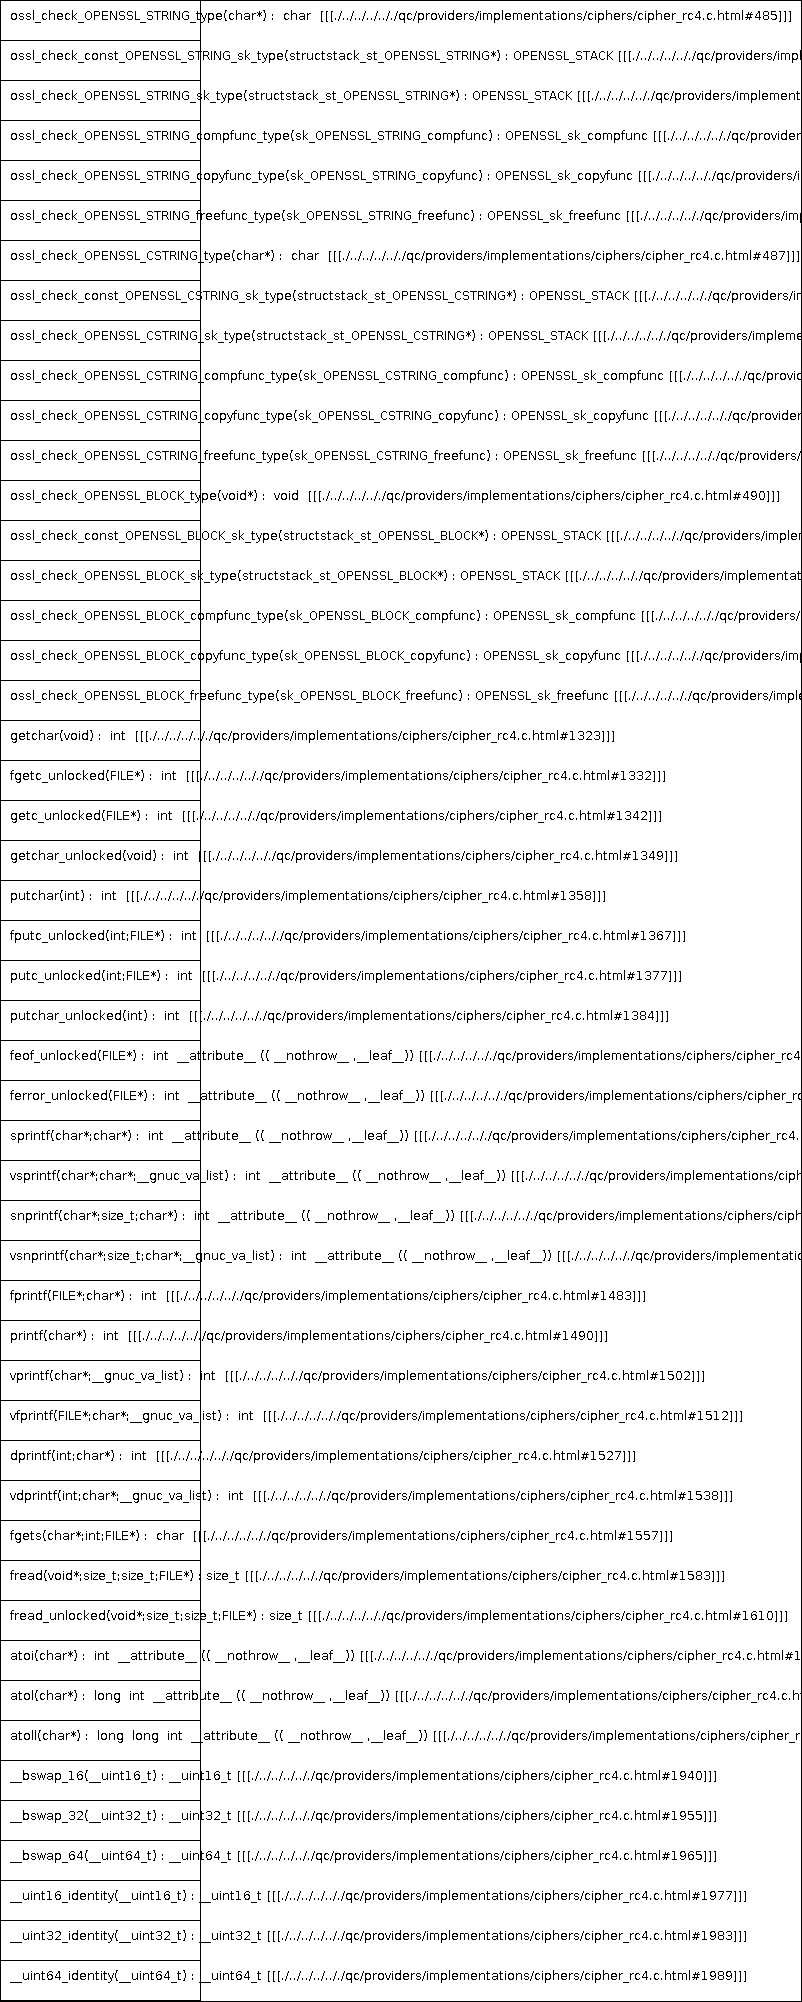 ossl_check_OPENSSL_STRING_type(char*) : char [[[./../../../../qc/providers/implementations/ciphers/cipher_rc4.c.html#485]]]
ossl_check_const_OPENSSL_STRING_sk_type(structstack_st_OPENSSL_STRING*) : OPENSSL_STACK [[[./../../../../qc/providers/impl
ossl_check_OPENSSL_STRING_sk_type(structstack_st_OPENSSL_STRING*) : OPENSSL_STACK [[[./../../../../qc/providers/implement
ossl_check_OPENSSL_STRING_compfunc_type(sk_OPENSSL_STRING_compfunc) : OPENSSL_sk_compfunc [[[./../../../../qc/provider
ossl_check_OPENSSL_STRING_copyfunc_type(sk_OPENSSL_STRING_copyfunc) : OPENSSL_sk_copyfunc [[[./../../../../qc/providers/i
ossl_check_OPENSSL_STRING_freefunc_type(sk_OPENSSL_STRING_freefunc) : OPENSSL_sk_freefunc [[[./../../../../qc/providers/imp
ossl_check_OPENSSL_CSTRING_type(char*) : char [[[./../../../../qc/providers/implementations/ciphers/cipher_rc4.c.html#487]]]
ossl_check_const_OPENSSL_CSTRING_sk_type(structstack_st_OPENSSL_CSTRING*) : OPENSSL_STACK [[[./../../../../qc/providers/in
ossl_check_OPENSSL_CSTRING_sk_type(structstack_st_OPENSSL_CSTRING*) : OPENSSL_STACK [[[./../../../../qc/providers/impleme
ossl_check_OPENSSL_CSTRING_compfunc_type(sk_OPENSSL_CSTRING_compfunc) : OPENSSL_sk_compfunc [[[./../../../../qc/provid
ossl_check_OPENSSL_CSTRING_copyfunc_type(sk_OPENSSL_CSTRING_copyfunc) : OPENSSL_sk_copyfunc [[[./../../../../qc/provider
ossl_check_OPENSSL_CSTRING_freefunc_type(sk_OPENSSL_CSTRING_freefunc) : OPENSSL_sk_freefunc [[[./../../../../qc/providers/
ossl_check_OPENSSL_BLOCK_type(void*) : void [[[./../../../../qc/providers/implementations/ciphers/cipher_rc4.c.html#490]]]
ossl_check_const_OPENSSL_BLOCK_sk_type(structstack_st_OPENSSL_BLOCK*) : OPENSSL_STACK [[[./../../../../qc/providers/implem
ossl_check_OPENSSL_BLOCK_sk_type(structstack_st_OPENSSL_BLOCK*) : OPENSSL_STACK [[[./../../../../qc/providers/implementat
ossl_check_OPENSSL_BLOCK_compfunc_type(sk_OPENSSL_BLOCK_compfunc) : OPENSSL_sk_compfunc [[[./../../../../qc/providers/
ossl_check_OPENSSL_BLOCK_copyfunc_type(sk_OPENSSL_BLOCK_copyfunc) : OPENSSL_sk_copyfunc [[[./../../../../qc/providers/imp
ossl_check_OPENSSL_BLOCK_freefunc_type(sk_OPENSSL_BLOCK_freefunc) : OPENSSL_sk_freefunc [[[./../../../../qc/providers/imple
getchar(void) : int [[[./../../../../qc/providers/implementations/ciphers/cipher_rc4.c.html#1323]]]
fgetc_unlocked(FILE*) : int [[[./../../../../qc/providers/implementations/ciphers/cipher_rc4.c.html#1332]]]
getc_unlocked(FILE*) : int [[[./../../../../qc/providers/implementations/ciphers/cipher_rc4.c.html#1342]]]
getchar_unlocked(void) : int [[[./../../../../qc/providers/implementations/ciphers/cipher_rc4.c.html#1349]]]
putchar(int) : int [[[./../../../../qc/providers/implementations/ciphers/cipher_rc4.c.html#1358]]]
fputc_unlocked(int;FILE*) : int [[[./../../../../qc/providers/implementations/ciphers/cipher_rc4.c.html#1367]]]
putc_unlocked(int;FILE*) : int [[[./../../../../qc/providers/implementations/ciphers/cipher_rc4.c.html#1377]]]
putchar_unlocked(int) : int [[[./../../../../qc/providers/implementations/ciphers/cipher_rc4.c.html#1384]]]
feof_unlocked(FILE*) : int __attribute__ (( __nothrow__ ,__leaf__)) [[[./../../../../qc/providers/implementations/ciphers/cipher_rc4
ferror_unlocked(FILE*) : int __attribute__ (( __nothrow__ ,__leaf__)) [[[./../../../../qc/providers/implementations/ciphers/cipher_rc
sprintf(char*;char*) : int __attribute__ (( __nothrow__ ,__leaf__)) [[[./../../../../qc/providers/implementations/ciphers/cipher_rc4.
vsprintf(char*;char*;__gnuc_va_list) : int __attribute__ (( __nothrow__ ,__leaf__)) [[[./../../../../qc/providers/implementations/ciph
snprintf(char*;size_t;char*) : int __attribute__ (( __nothrow__ ,__leaf__)) [[[./../../../../qc/providers/implementations/ciphers/ciph
vsnprintf(char*;size_t;char*;__gnuc_va_list) : int __attribute__ (( __nothrow__ ,__leaf__)) [[[./../../../../qc/providers/implementatio
fprintf(FILE*;char*) : int [[[./../../../../qc/providers/implementations/ciphers/cipher_rc4.c.html#1483]]]
printf(char*) : int [[[./../../../../qc/providers/implementations/ciphers/cipher_rc4.c.html#1490]]]
vprintf(char*;__gnuc_va_list) : int [[[./../../../../qc/providers/implementations/ciphers/cipher_rc4.c.html#1502]]]
vfprintf(FILE*;char*;__gnuc_va_list) : int [[[./../../../../qc/providers/implementations/ciphers/cipher_rc4.c.html#1512]]]
dprintf(int;char*) : int [[[./../../../../qc/providers/implementations/ciphers/cipher_rc4.c.html#1527]]]
vdprintf(int;char*;__gnuc_va_list) : int [[[./../../../../qc/providers/implementations/ciphers/cipher_rc4.c.html#1538]]]
fgets(char*;int;FILE*) : char [[[./../../../../qc/providers/implementations/ciphers/cipher_rc4.c.html#1557]]]
fread(void*;size_t;size_t;FILE*) : size_t [[[./../../../../qc/providers/implementations/ciphers/cipher_rc4.c.html#1583]]]
fread_unlocked(void*;size_t;size_t;FILE*) : size_t [[[./../../../../qc/providers/implementations/ciphers/cipher_rc4.c.html#1610]]]
atoi(char*) : int __attribute__ (( __nothrow__ ,__leaf__)) [[[./../../../../qc/providers/implementations/ciphers/cipher_rc4.c.html#1
atol(char*) : long int __attribute__ (( __nothrow__ ,__leaf__)) [[[./../../../../qc/providers/implementations/ciphers/cipher_rc4.c.ht
atoll(char*) : long long int __attribute__ (( __nothrow__ ,__leaf__)) [[[./../../../../qc/providers/implementations/ciphers/cipher_r
__bswap_16(__uint16_t) : __uint16_t [[[./../../../../qc/providers/implementations/ciphers/cipher_rc4.c.html#1940]]]
__bswap_32(__uint32_t) : __uint32_t [[[./../../../../qc/providers/implementations/ciphers/cipher_rc4.c.html#1955]]]
__bswap_64(__uint64_t) : __uint64_t [[[./../../../../qc/providers/implementations/ciphers/cipher_rc4.c.html#1965]]]
__uint16_identity(__uint16_t) : __uint16_t [[[./../../../../qc/providers/implementations/ciphers/cipher_rc4.c.html#1977]]]
__uint32_identity(__uint32_t) : __uint32_t [[[./../../../../qc/providers/implementations/ciphers/cipher_rc4.c.html#1983]]]
__uint64_identity(__uint64_t) : __uint64_t [[[./../../../../qc/providers/implementations/ciphers/cipher_rc4.c.html#1989]]]